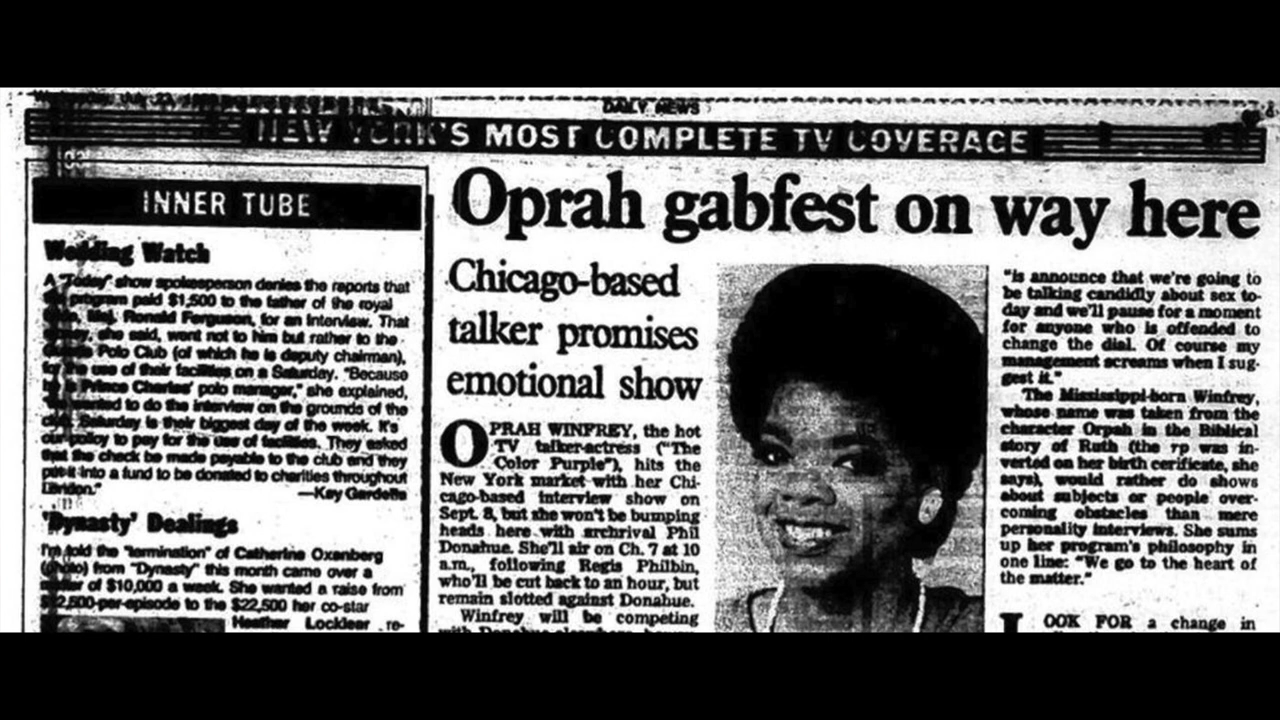 DAILY NEWS
NEW YORK'S MOST COMPLETE TV COVERAGE
INNER TUBE
Wedding Watch
A "Today" show spokesperson denies the reports that
program paid $1,500 to the father of the royal
Maj. Ronald Ferguson, for an interview. That
she said, went not to him but rather to the
Polo Club (of which he is deputy chairman),
for the use of their facilities on a Saturday. "Because
he is Prince Charles' polo manager," she explained,
wanted to do the interview on the grounds of the
club. Saturday is their biggest day of the week. It's
our policy to pay for the use of facilities. They asked
that the check be made payable to the club and they
put it into a fund to be donated to charities throughout
London."
—Kay Gardella
'Dynasty' Dealings
I'm told the "termination" of Catherine Oxenberg
(photo) from "Dynasty" this month came over a
matter of $10,000 a week. She wanted a raise from
$12,500-per-episode to the $22,500 her co-star
Heather Locklear re-
Oprah gabfest on way here
Chicago-based
talker promises
emotional show
OPRAH WINFREY, the hot
TV talker-actress ("The
Color Purple"), hits the
New York market with her Chi-
cago-based interview show on
Sept. 8, but she won't be bumping
heads here with archrival Phil
Donahue. She'll air on Ch. 7 at 10
a.m., following Regis Philbin,
who'll be cut back to an hour, but
remain slotted against Donahue.
Winfrey will be competing
with Donahue
"is announce that we're going to
be talking candidly about sex to-
day and we'll pause for a moment
for anyone who is offended to
change the dial. Of course my
management screams when I sug-
gest it."
The Mississippi-born Winfrey,
whose name was taken from the
character Orpah in the Biblical
story of Ruth (the rp was in-
verted on her birth cerificate, she
says), would rather do shows
about subjects or people over-
coming obstacles than mere
personality interviews. She sums
up her program's philosophy in
one line: "We go to the heart of
the matter."
LOOK FOR a change in